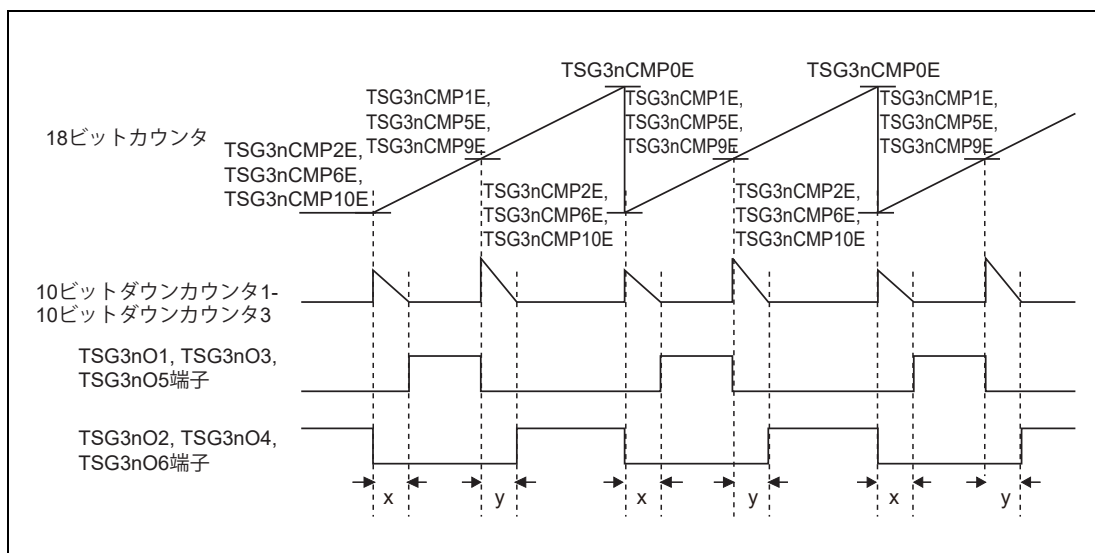 TSG3nCMP0E
TSG3nCMP0E
TSG3nCMP1E,
TSG3nCMP5E,
TSG3nCMP9E
TSG3nCMP1E,
TSG3nCMP5E,
TSG3nCMP9E
TSG3nCMP1E,
TSG3nCMP5E,
TSG3nCMP9E
18ビットカウンタ
TSG3nCMP2E,
TSG3nCMP6E,
TSG3nCMP10E
TSG3nCMP2E,
TSG3nCMP6E,
TSG3nCMP10E
TSG3nCMP2E,
TSG3nCMP6E,
TSG3nCMP10E
10ビットダウンカウンタ1-
10ビットダウンカウンタ3
TSG3nO1, TSG3nO3,
TSG3nO5端子
TSG3nO2, TSG3nO4,
TSG3nO6端子
x
y
x
y
x
y